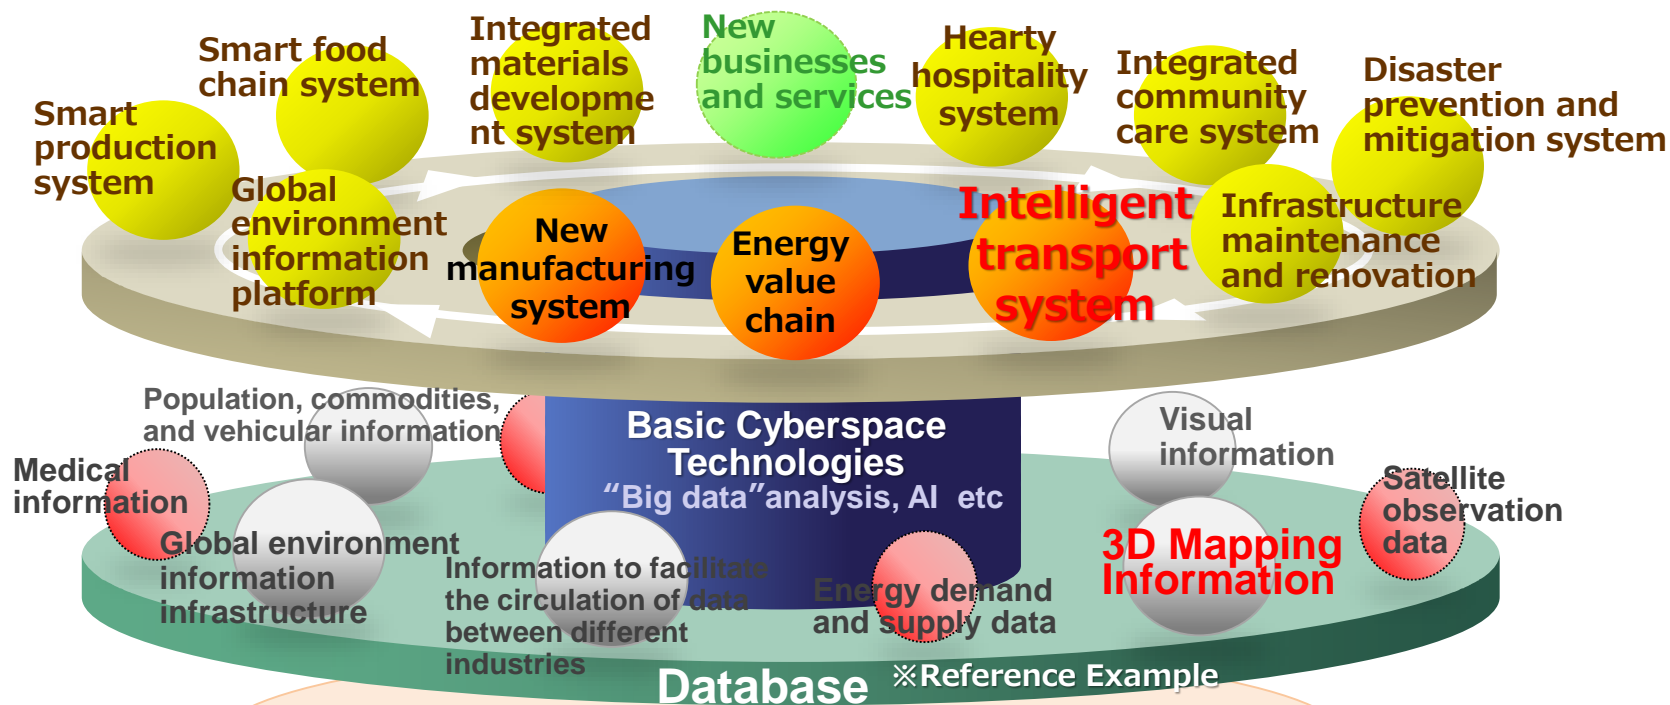 Smart food
chain system
Integrated
materials
developme
nt system
New
businesses
and services
Hearty
hospitality
system
Integrated
community
care system
Disaster
prevention and
mitigation system
Smart
production
system
Global
environment
information
platform
New
manufacturing
system
Energy
value
chain
Intelligent
transport
system
Infrastructure
maintenance
and renovation
Population, commodities,
and vehicular information
Basic Cyberspace
Technologies
“Big data”analysis, AI etc
Visual
information
Medical
information
Satellite
observation
data
Global environment
information
infrastructure
Information to facilitate
the circulation of data
between different
industries
Energy demand
and supply data
3D Mapping
Information
Database
※Reference Example